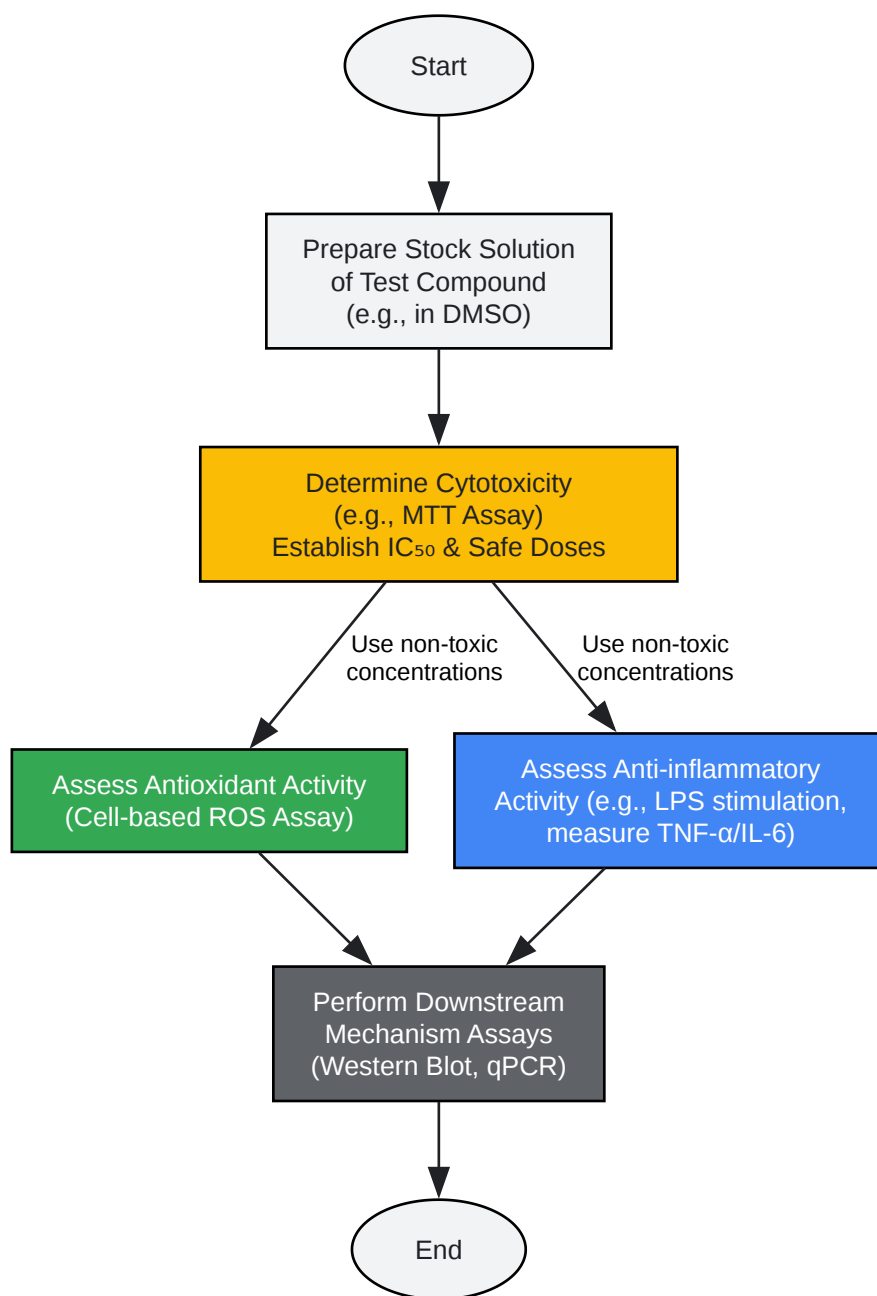 Start
Prepare Stock Solution
of Test Compound
(e.g., in DMSO)
Determine Cytotoxicity
(e.g., MTT Assay)
Establish IC₅₀ & Safe Doses
Use non-toxic
concentrations
Use non-toxic
concentrations
Assess Antioxidant Activity
(Cell-based ROS Assay)
Assess Anti-inflammatory
Activity (e.g., LPS stimulation,
measure TNF-α/IL-6)
Perform Downstream
Mechanism Assays
(Western Blot, qPCR)
End